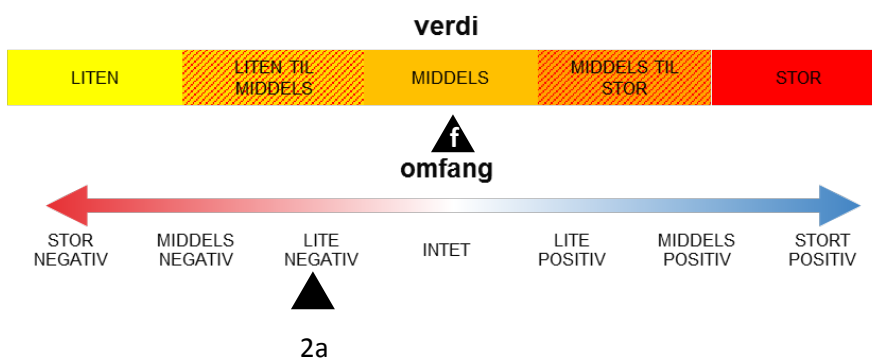 verdi
LITEN
LITEN TIL
MIDDELS
MIDDELS
MIDDELS TIL
STOR
STOR
f
omfang
STOR
NEGATIV
MIDDELS
NEGATIV
LITE
NEGATIV
INTET
LITE
POSITIV
MIDDELS
POSITIV
STORT
POSITIV
2a